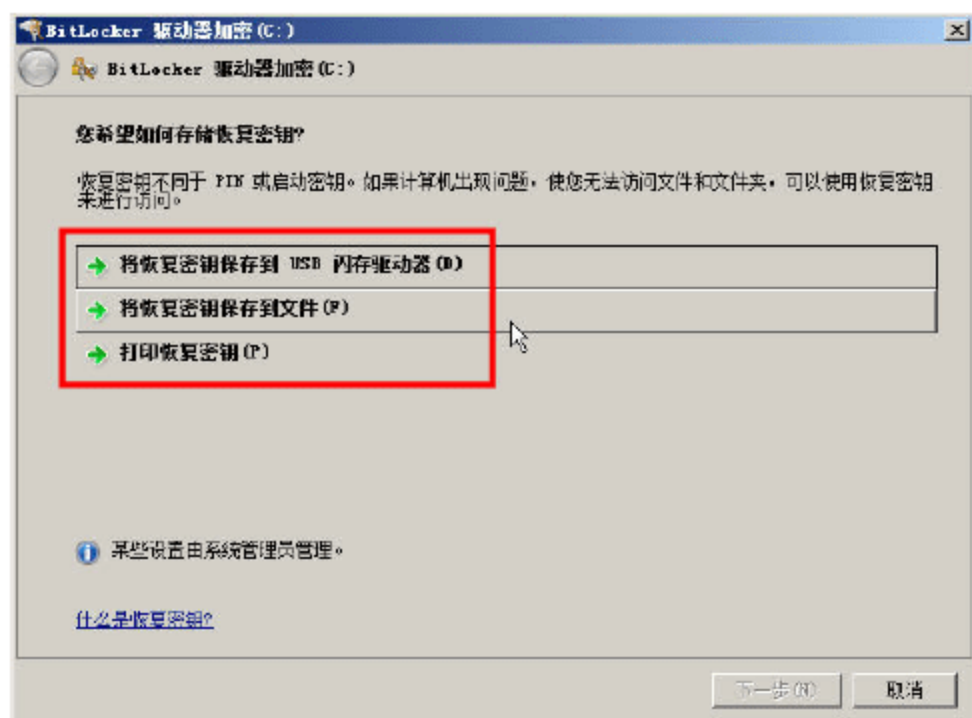 BitLocker 驱动器加密(C:)
BitLocker 驱动器加密(C:)
您希望如何存储恢复密钥?
恢复密钥不同于 PIN 或启动密钥。如果计算机出现问题，使您无法访问文件和文件夹，可以使用恢复密钥
来进行访问。
将恢复密钥保存到 USB 闪存驱动器(D)
将恢复密钥保存到文件(F)
打印恢复密钥(P)
某些设置由系统管理员管理。
什么是恢复密钥?
下一步(N)
取消